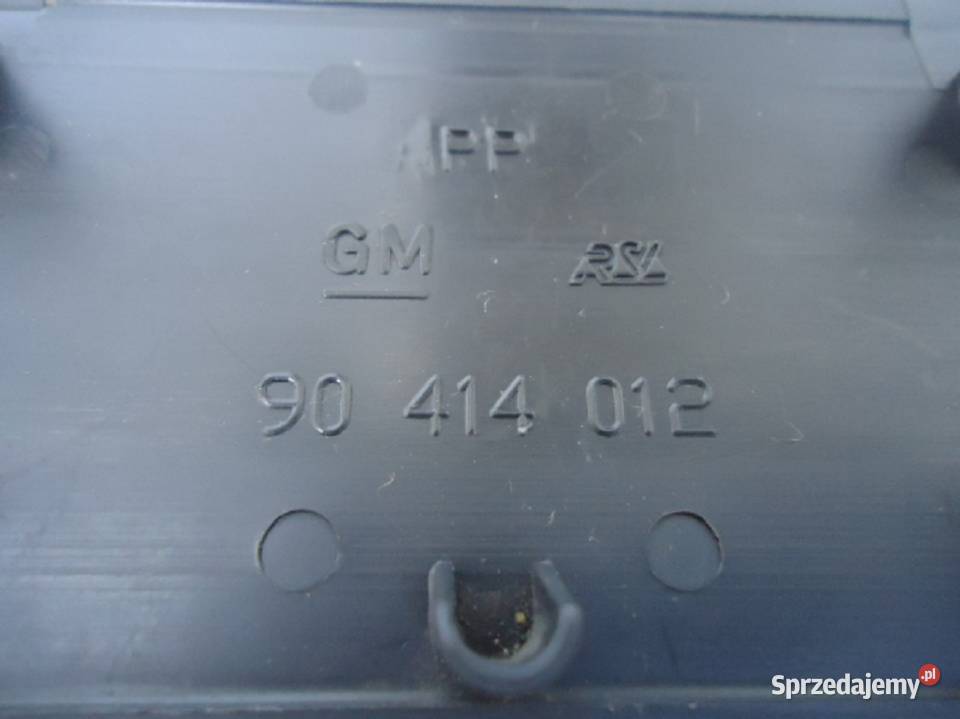 APP
GM RSL
90 414 012
Sprzedajemy.pl